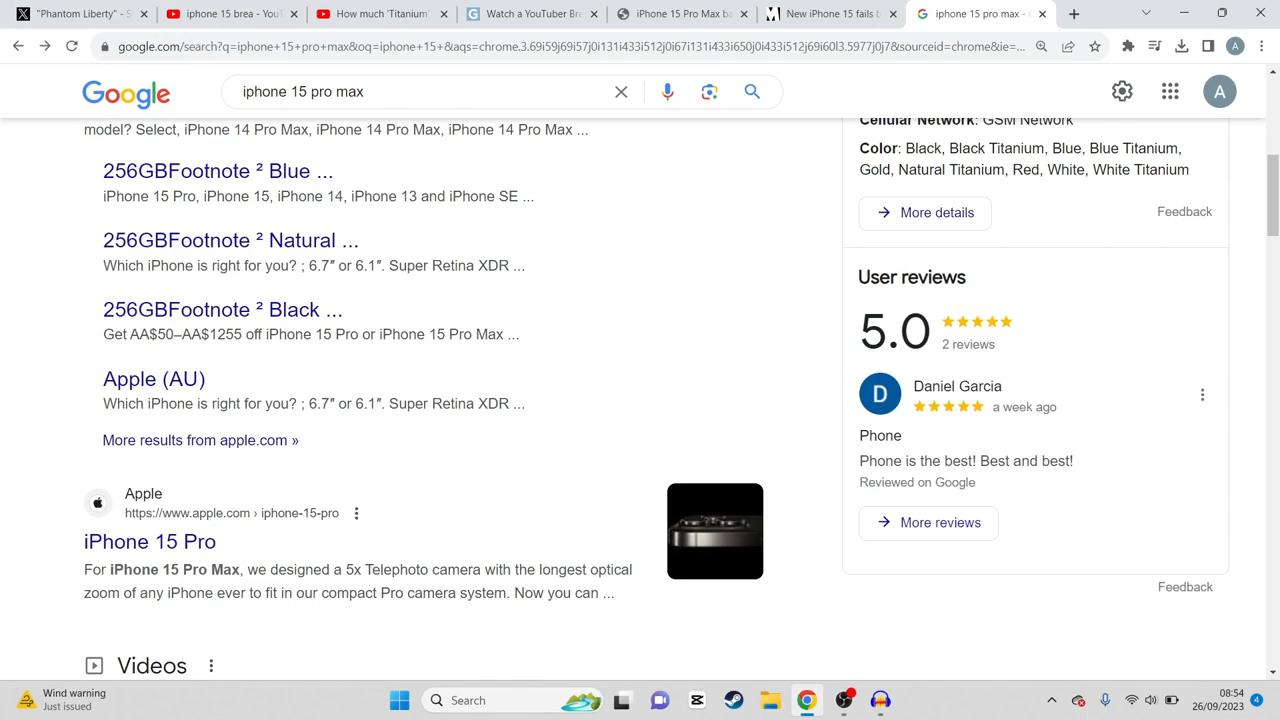 "Phantom Liberty" - S
iphone 15 brea - You
How much 'Titanium'
Watch a YouTuber Bre
iPhone 15 Pro Max ba
New iPhone 15 fails b
iphone 15 pro max -
google.com/search?q=iphone+15+pro+max&oq=iphone+15+&aqs=chrome.3.69i59j69i57j0i131i433i512j0i67i131i433i650j0i433i512j69i60l3.5977j0j7&sourceid=chrome&ie=...
A
Google
iphone 15 pro max
A
model? Select, iPhone 14 Pro Max, iPhone 14 Pro Max, iPhone 14 Pro Max ...
256GBFootnote ² Blue ...
iPhone 15 Pro, iPhone 15, iPhone 14, iPhone 13 and iPhone SE ...
256GBFootnote ² Natural ...
Which iPhone is right for you? ; 6.7″ or 6.1″. Super Retina XDR ...
256GBFootnote ² Black ...
Get AA$50–AA$1255 off iPhone 15 Pro or iPhone 15 Pro Max ...
Apple (AU)
Which iPhone is right for you? ; 6.7″ or 6.1″. Super Retina XDR ...
More results from apple.com »
Apple
https://www.apple.com › iphone-15-pro
iPhone 15 Pro
For iPhone 15 Pro Max, we designed a 5x Telephoto camera with the longest optical
zoom of any iPhone ever to fit in our compact Pro camera system. Now you can ...
Videos
Cellular Network: GSM Network
Color: Black, Black Titanium, Blue, Blue Titanium,
Gold, Natural Titanium, Red, White, White Titanium
More details
Feedback
User reviews
5.0
2 reviews
D
Daniel Garcia
a week ago
Phone
Phone is the best! Best and best!
Reviewed on Google
More reviews
Feedback
Wind warning
Just issued
Search
08:54
26/09/2023
4